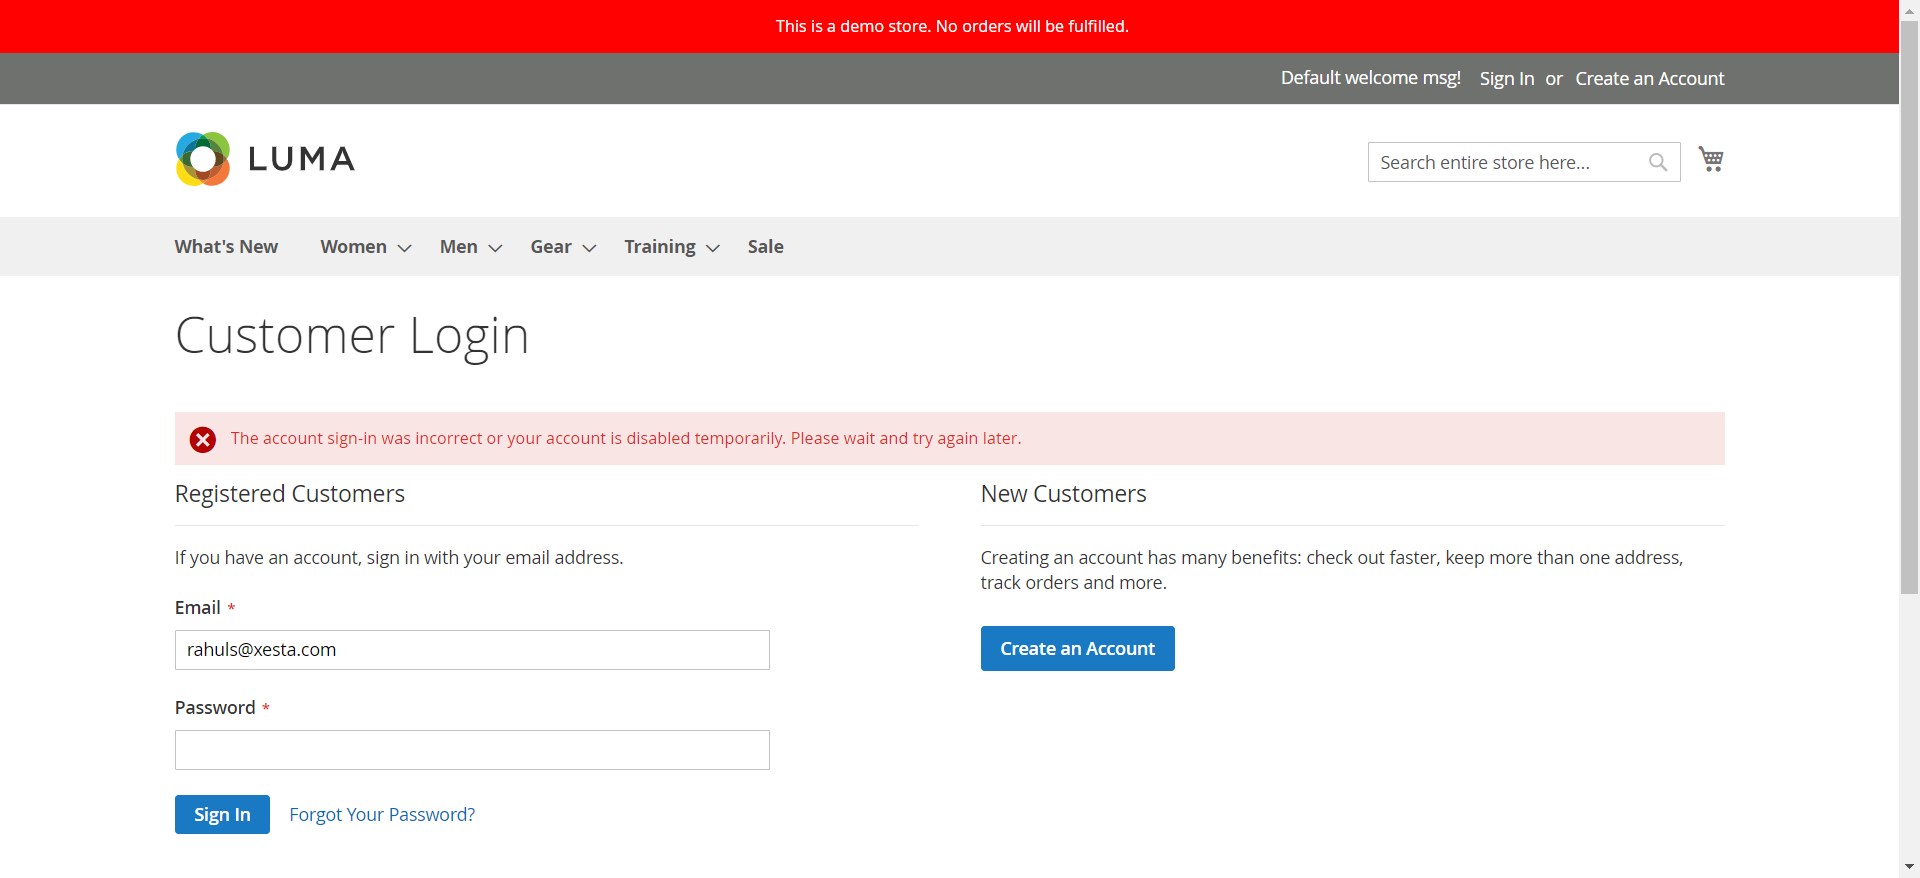 This is a demo store. No orders will be fulfilled.
Default welcome msg! Sign In or Create an Account
LUMA
Search entire store here...
What's New Women Men Gear Training Sale
Customer Login
The account sign-in was incorrect or your account is disabled temporarily. Please wait and try again later.
Registered Customers
If you have an account, sign in with your email address.
Email *
rahuls@xesta.com
Password *
Sign In Forgot Your Password?
New Customers
Creating an account has many benefits: check out faster, keep more than one address,
track orders and more.
Create an Account